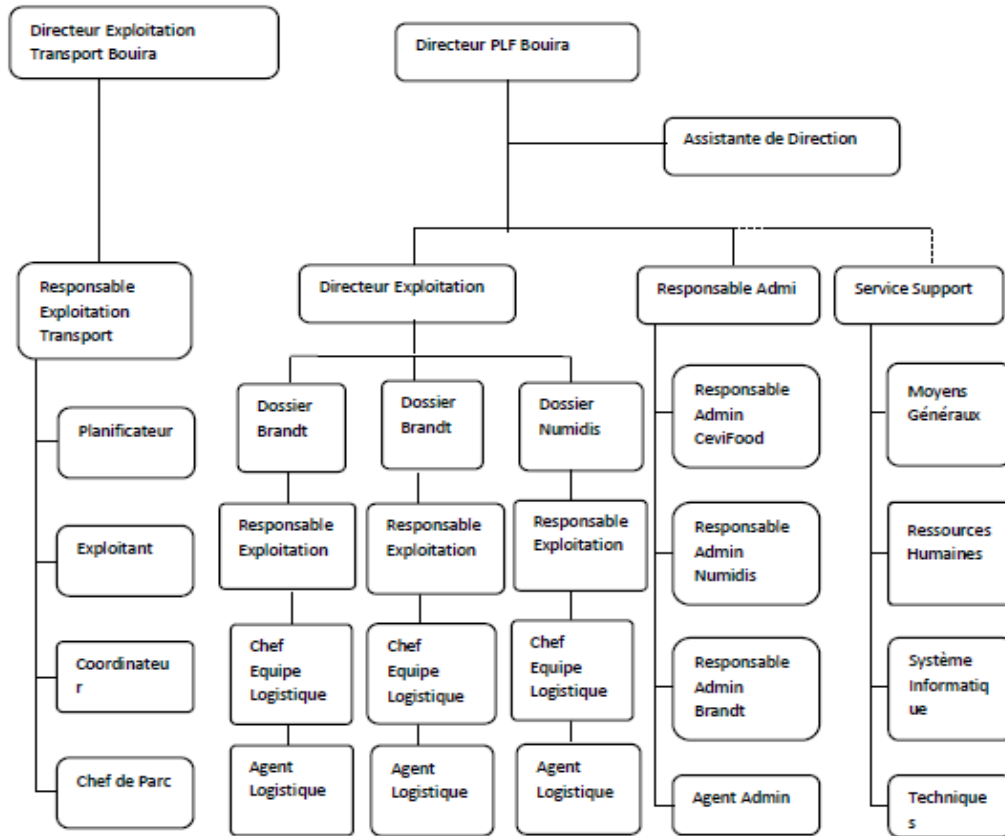 Directeur Exploitation
Transport Bouira
Directeur PLF Bouira
Assistante de Direction
Responsable
Exploitation
Transport
Directeur Exploitation
Responsable Admi
Service Support
Planificateur
Exploitant
Coordinateu
r
Chef de Parc
Dossier
Brandt
Responsable
Exploitation
Chef
Equipe
Logistique
Agent
Logistique
Dossier
Brandt
Responsable
Exploitation
Chef
Equipe
Logistique
Agent
Logistique
Dossier
Numidis
Responsable
Exploitation
Chef
Equipe
Logistique
Agent
Logistique
Responsable
Admin
CeviFood
Responsable
Admin
Numidis
Responsable
Admin
Brandt
Agent Admin
Moyens
Généraux
Ressources
Humaines
Système
Informatiq
ue
Technique
s